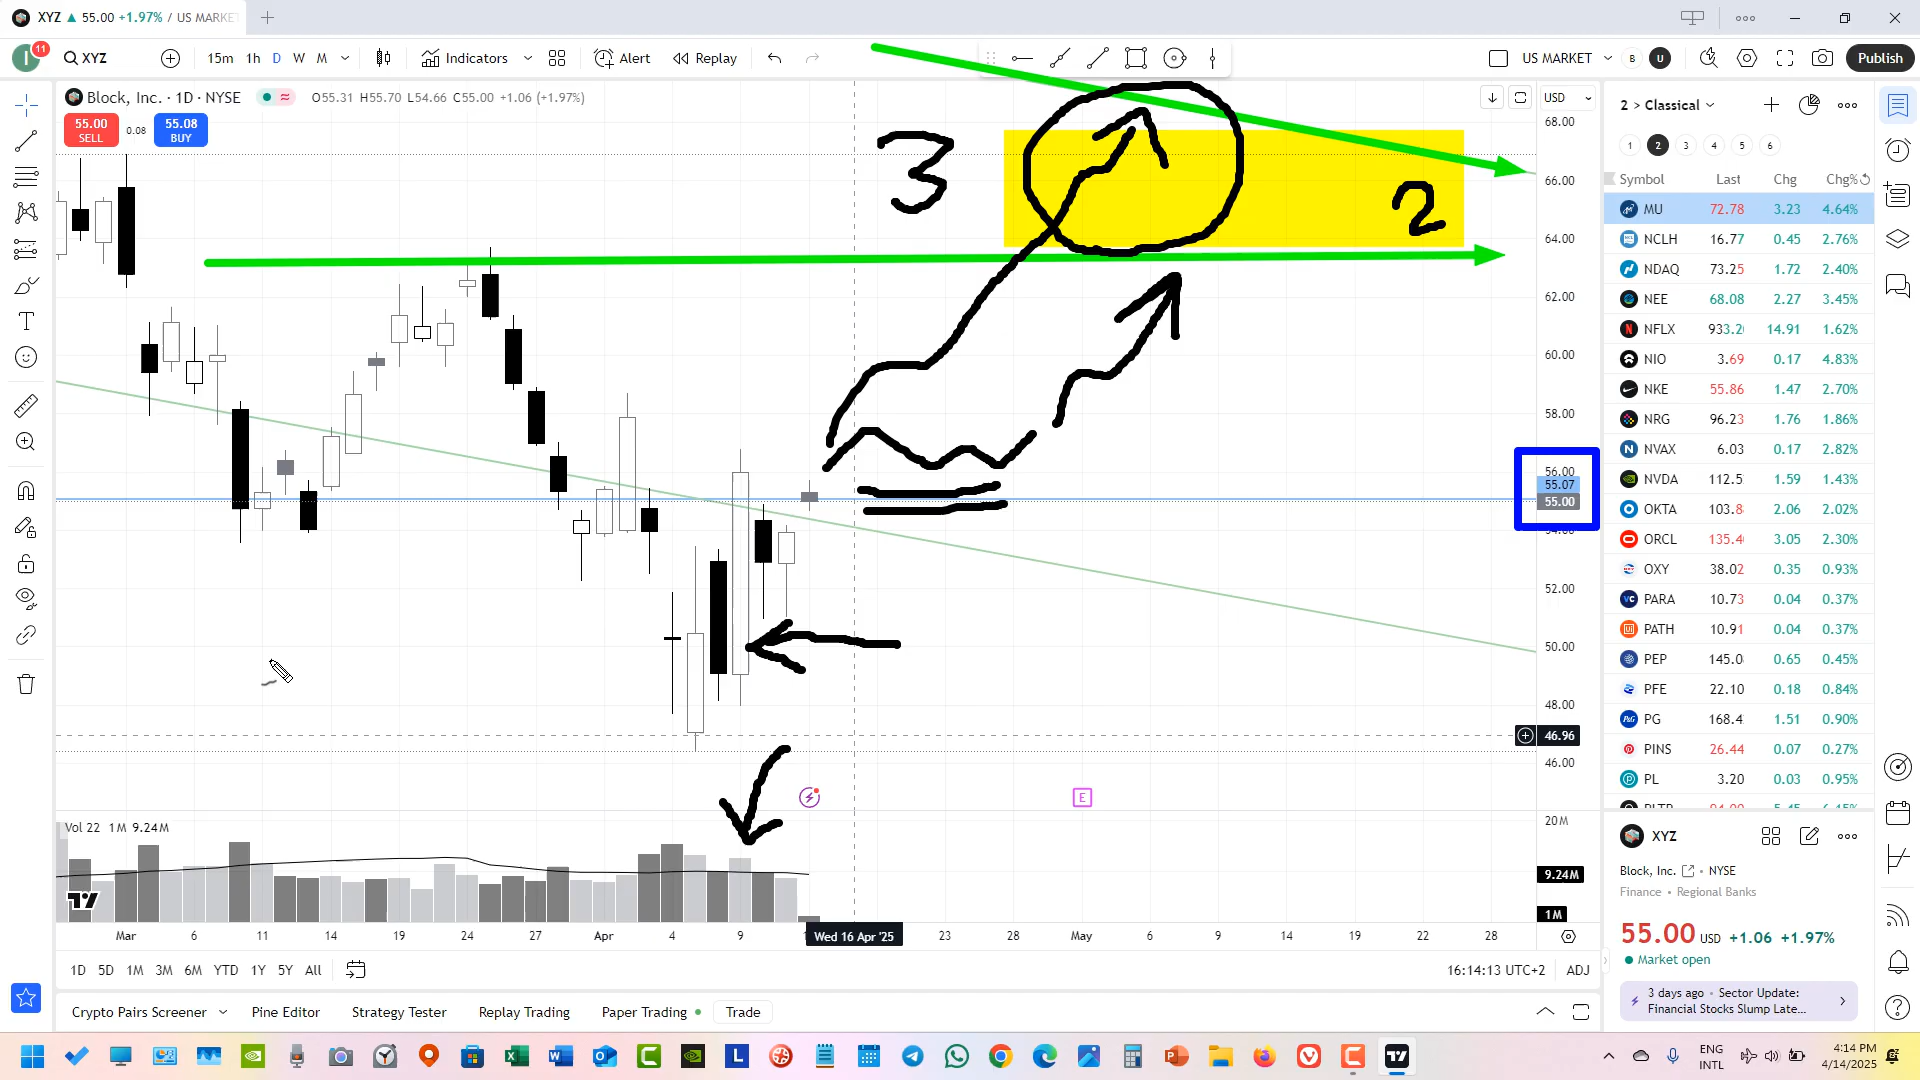 XYZ ▲ 55.00 +1.97% / US MARKE
11
XYZ
15m 1h D W M
Indicators
Alert
Replay
US MARKET
B
U
Publish
Block, Inc. · 1D · NYSE
O55.31 H55.70 L54.66 C55.00 +1.06 (+1.97%)
55.00
SELL
0.08
55.08
BUY
USD
3
2
68.00
66.00
64.00
62.00
60.00
58.00
56.00
55.07
55.00
54.00
52.00
50.00
48.00
46.96
46.00
E
Vol 22 1M 9.24M
20M
9.24M
1M
Mar 6 11 14 19 24 27 Apr 4 9 Wed 16 Apr '25 23 28 May 6 9 14 19 22 28
1D 5D 1M 3M 6M YTD 1Y 5Y All
16:14:13 UTC+2 ADJ
Crypto Pairs Screener Pine Editor Strategy Tester Replay Trading Paper Trading Trade
2 > Classical
1 2 3 4 5 6
Symbol Last Chg Chg%
MU 72.78 3.23 4.64%
NCLH 16.77 0.45 2.76%
NDAQ 73.25 1.72 2.40%
NEE 68.08 2.27 3.45%
NFLX 933.20 14.91 1.62%
NIO 3.69 0.17 4.83%
NKE 55.86 1.47 2.70%
NRG 96.23 1.76 1.86%
NVAX 6.03 0.17 2.82%
NVDA 112.5 1.59 1.43%
OKTA 103.8 2.06 2.02%
ORCL 135.4 3.05 2.30%
OXY 38.02 0.35 0.93%
PARA 10.73 0.04 0.37%
PATH 10.91 0.04 0.37%
PEP 145.0 0.65 0.45%
PFE 22.10 0.18 0.84%
PG 168.4 1.51 0.90%
PINS 26.44 0.07 0.27%
PL 3.20 0.03 0.95%
XYZ
Block, Inc. • NYSE
Finance • Regional Banks
55.00 USD +1.06 +1.97%
Market open
3 days ago • Sector Update:
Financial Stocks Slump Late...
ENG
INTL
4:14 PM
4/14/2025